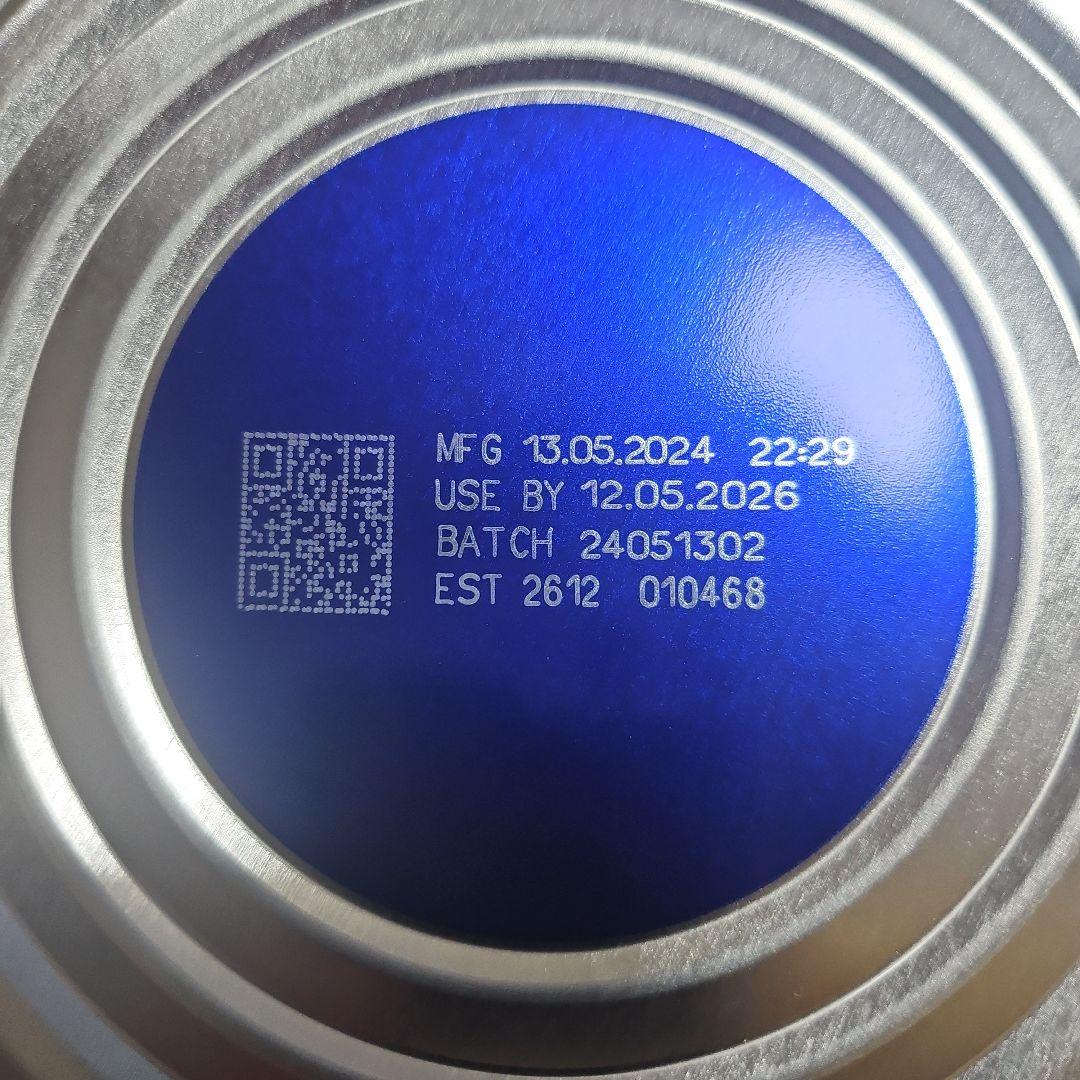 MFG 13.05.2024 22:29
USE BY 12.05.2026
BATCH 24051302
EST 2612 010468